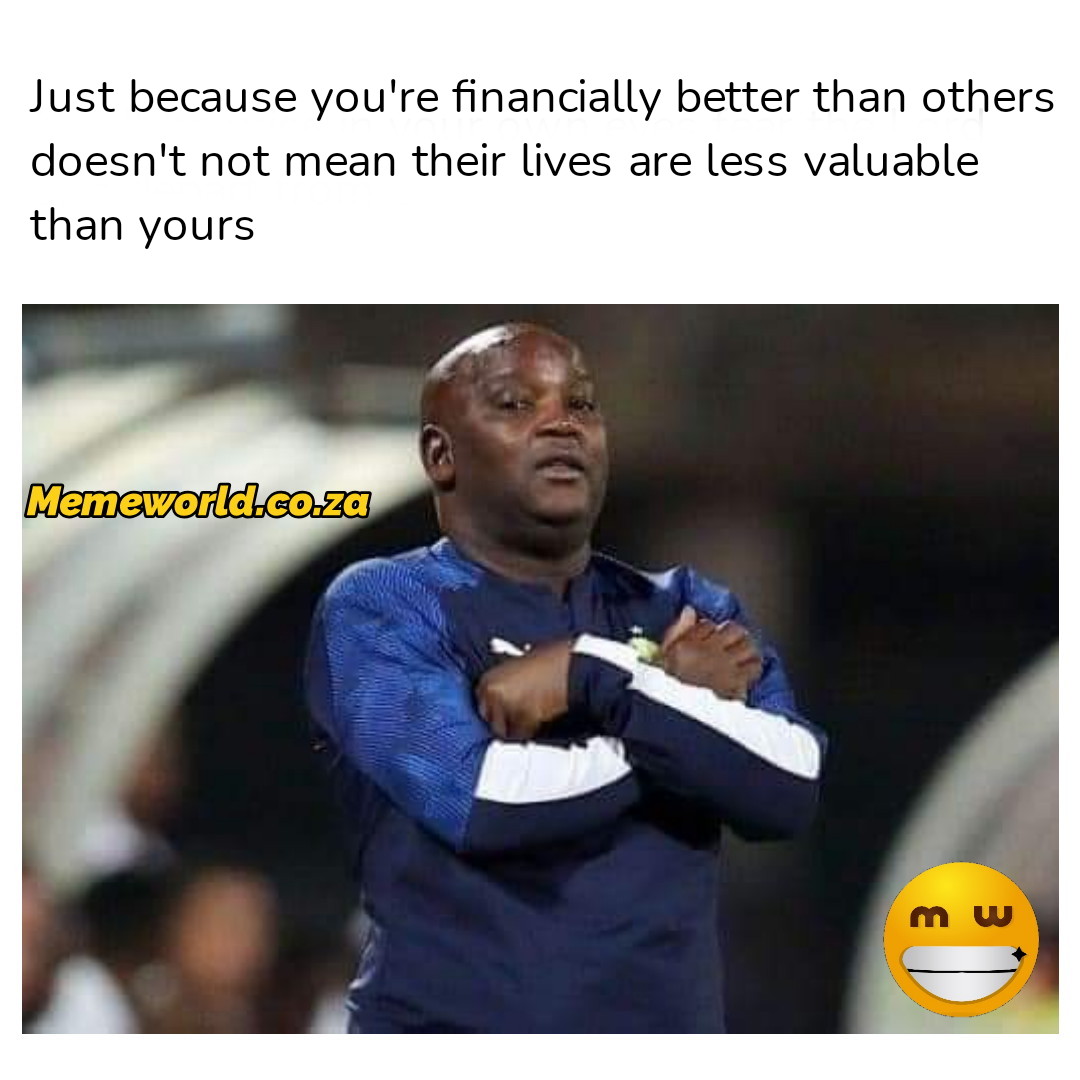 Just because you're financially better than others
doesn't not mean their lives are less valuable
than yours
Memeworld.co.za
m w